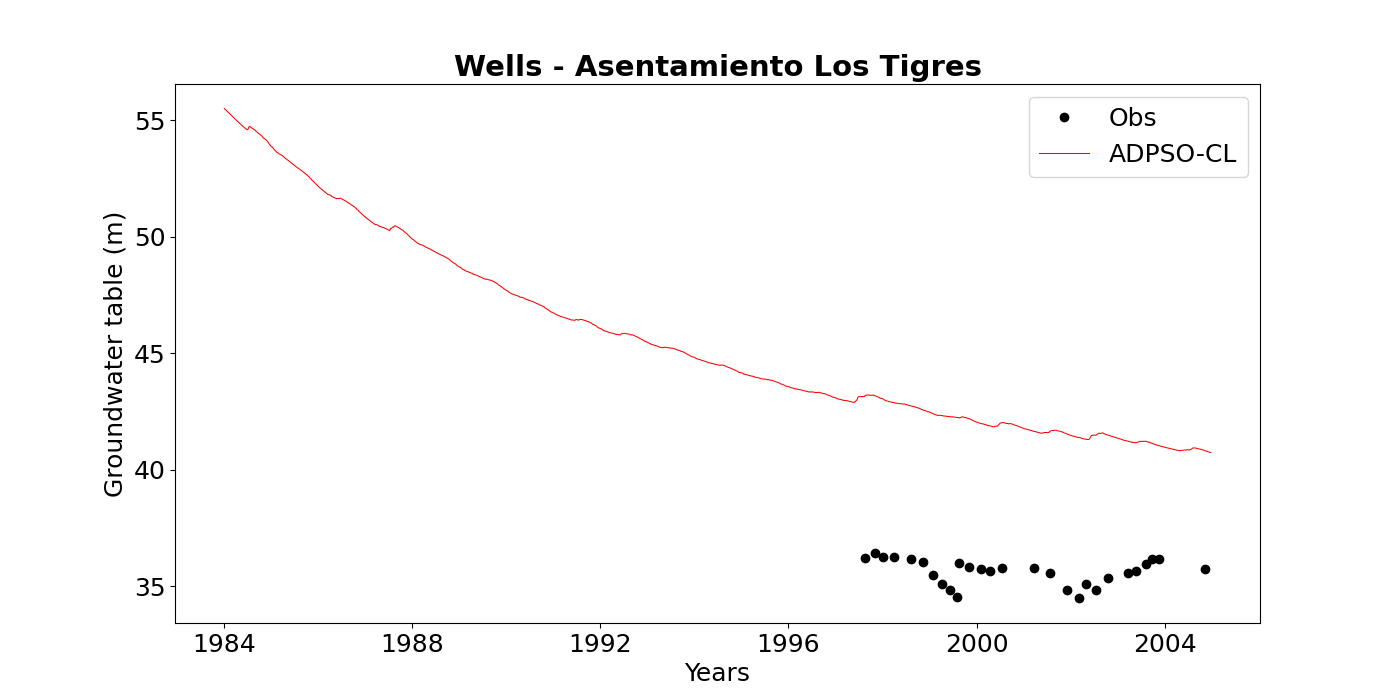 Wells - Asentamiento Los Tigres
Obs
ADPSO-CL
Groundwater table (m)
55
50
45
40
35
1984 1988 1992 1996 2000 2004
Years